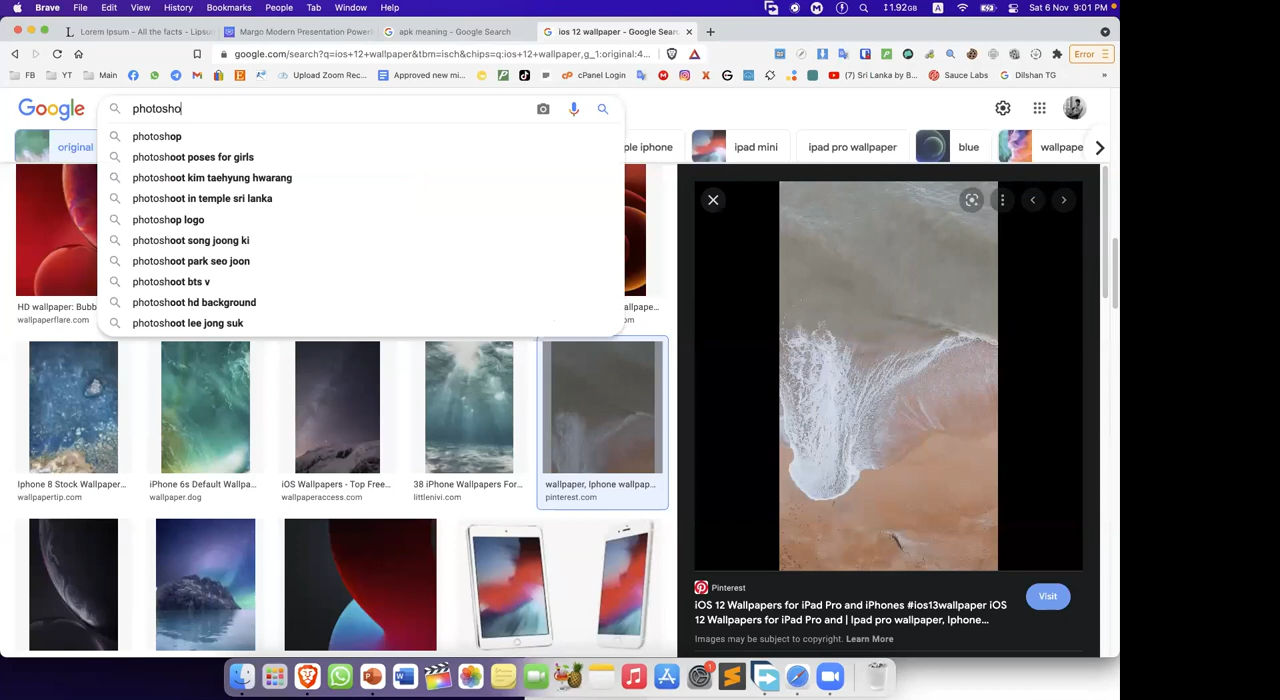 Brave File Edit View History Bookmarks People Tab Window Help 1.92GB A Sat 6 Nov 9:01 PM
Lorem Ipsum - All the facts - Lipsu Margo Modern Presentation Power apk meaning - Google Search ios 12 wallpaper - Google Search
google.com/search?q=ios+12+wallpaper&tbm=isch&chips=q:ios+12+wallpaper,g_1:original:4... Error
FB YT Main Upload Zoom Rec... Approved new mi... cPanel Login (7) Sri Lanka by B... Sauce Labs Dilshan TG »
Google photosho
original ple iphone ipad mini ipad pro wallpaper blue wallpape
photoshop
photoshoot poses for girls
photoshoot kim taehyung hwarang
photoshoot in temple sri lanka
photoshop logo
photoshoot song joong ki
photoshoot park seo joon
photoshoot bts v
photoshoot hd background
photoshoot lee jong suk
HD wallpaper: Bubb
wallpaperflare.com
lpape...
om
Iphone 8 Stock Wallpaper... iPhone 6s Default Wallpa... iOS Wallpapers - Top Free... 38 iPhone Wallpapers For... wallpaper, Iphone wallpap...
wallpapertip.com wallpaper.dog wallpaperaccess.com littlenivi.com pinterest.com
Pinterest
iOS 12 Wallpapers for iPad Pro and iPhones #ios13wallpaper iOS
12 Wallpapers for iPad Pro and | Ipad pro wallpaper, Iphone...
Visit
Images may be subject to copyright. Learn More